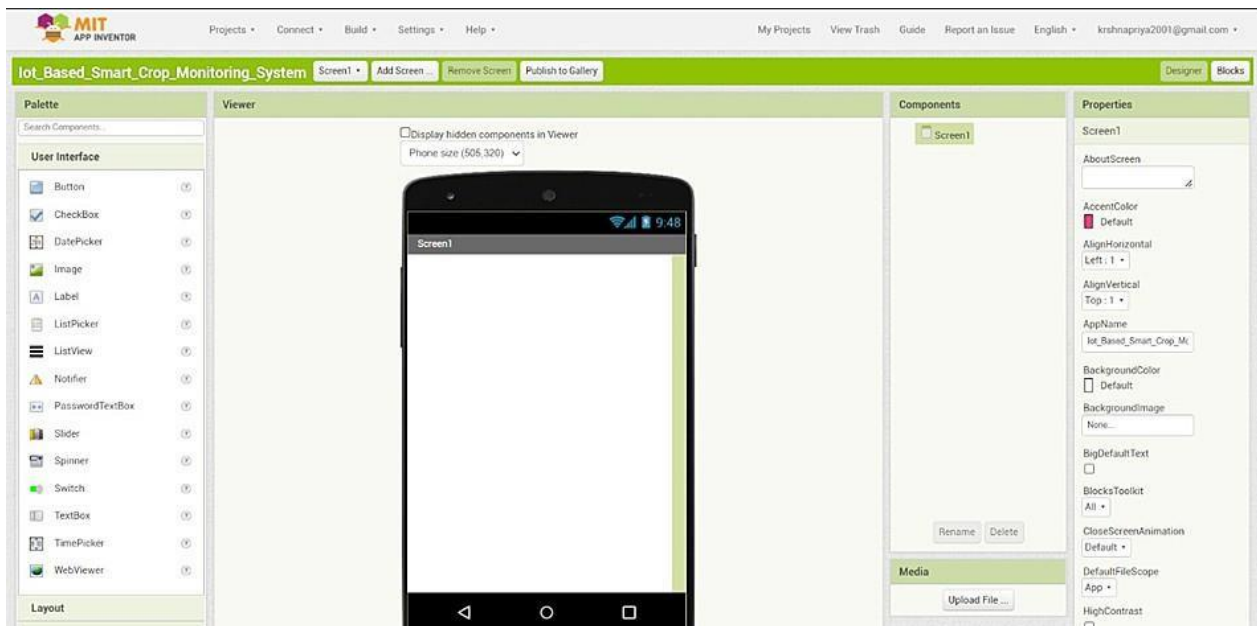 MIT
APP INVENTOR
Projects Connect Build Settings Help My Projects View Trash Guide Report an Issue English krshnapriya2001@gmail.com
Iot_Based_Smart_Crop_Monitoring_System Screen1 Add Screen ... Remove Screen Publish to Gallery Designer Blocks
Palette
Search Components...
User Interface
Button
CheckBox
DatePicker
Image
Label
ListPicker
ListView
Notifier
PasswordTextBox
Slider
Spinner
Switch
TextBox
TimePicker
WebViewer
Layout
Viewer
Display hidden components in Viewer
Phone size (505,320)
9:48
Screen1
Components
Screen1
Rename Delete
Media
Upload File ...
Properties
Screen1
AboutScreen
AccentColor
Default
AlignHorizontal
Left : 1
AlignVertical
Top : 1
AppName
Iot_Based_Smart_Crop_Mc
BackgroundColor
Default
BackgroundImage
None...
BigDefaultText
BlocksToolkit
All
CloseScreenAnimation
Default
DefaultFileScope
App
HighContrast